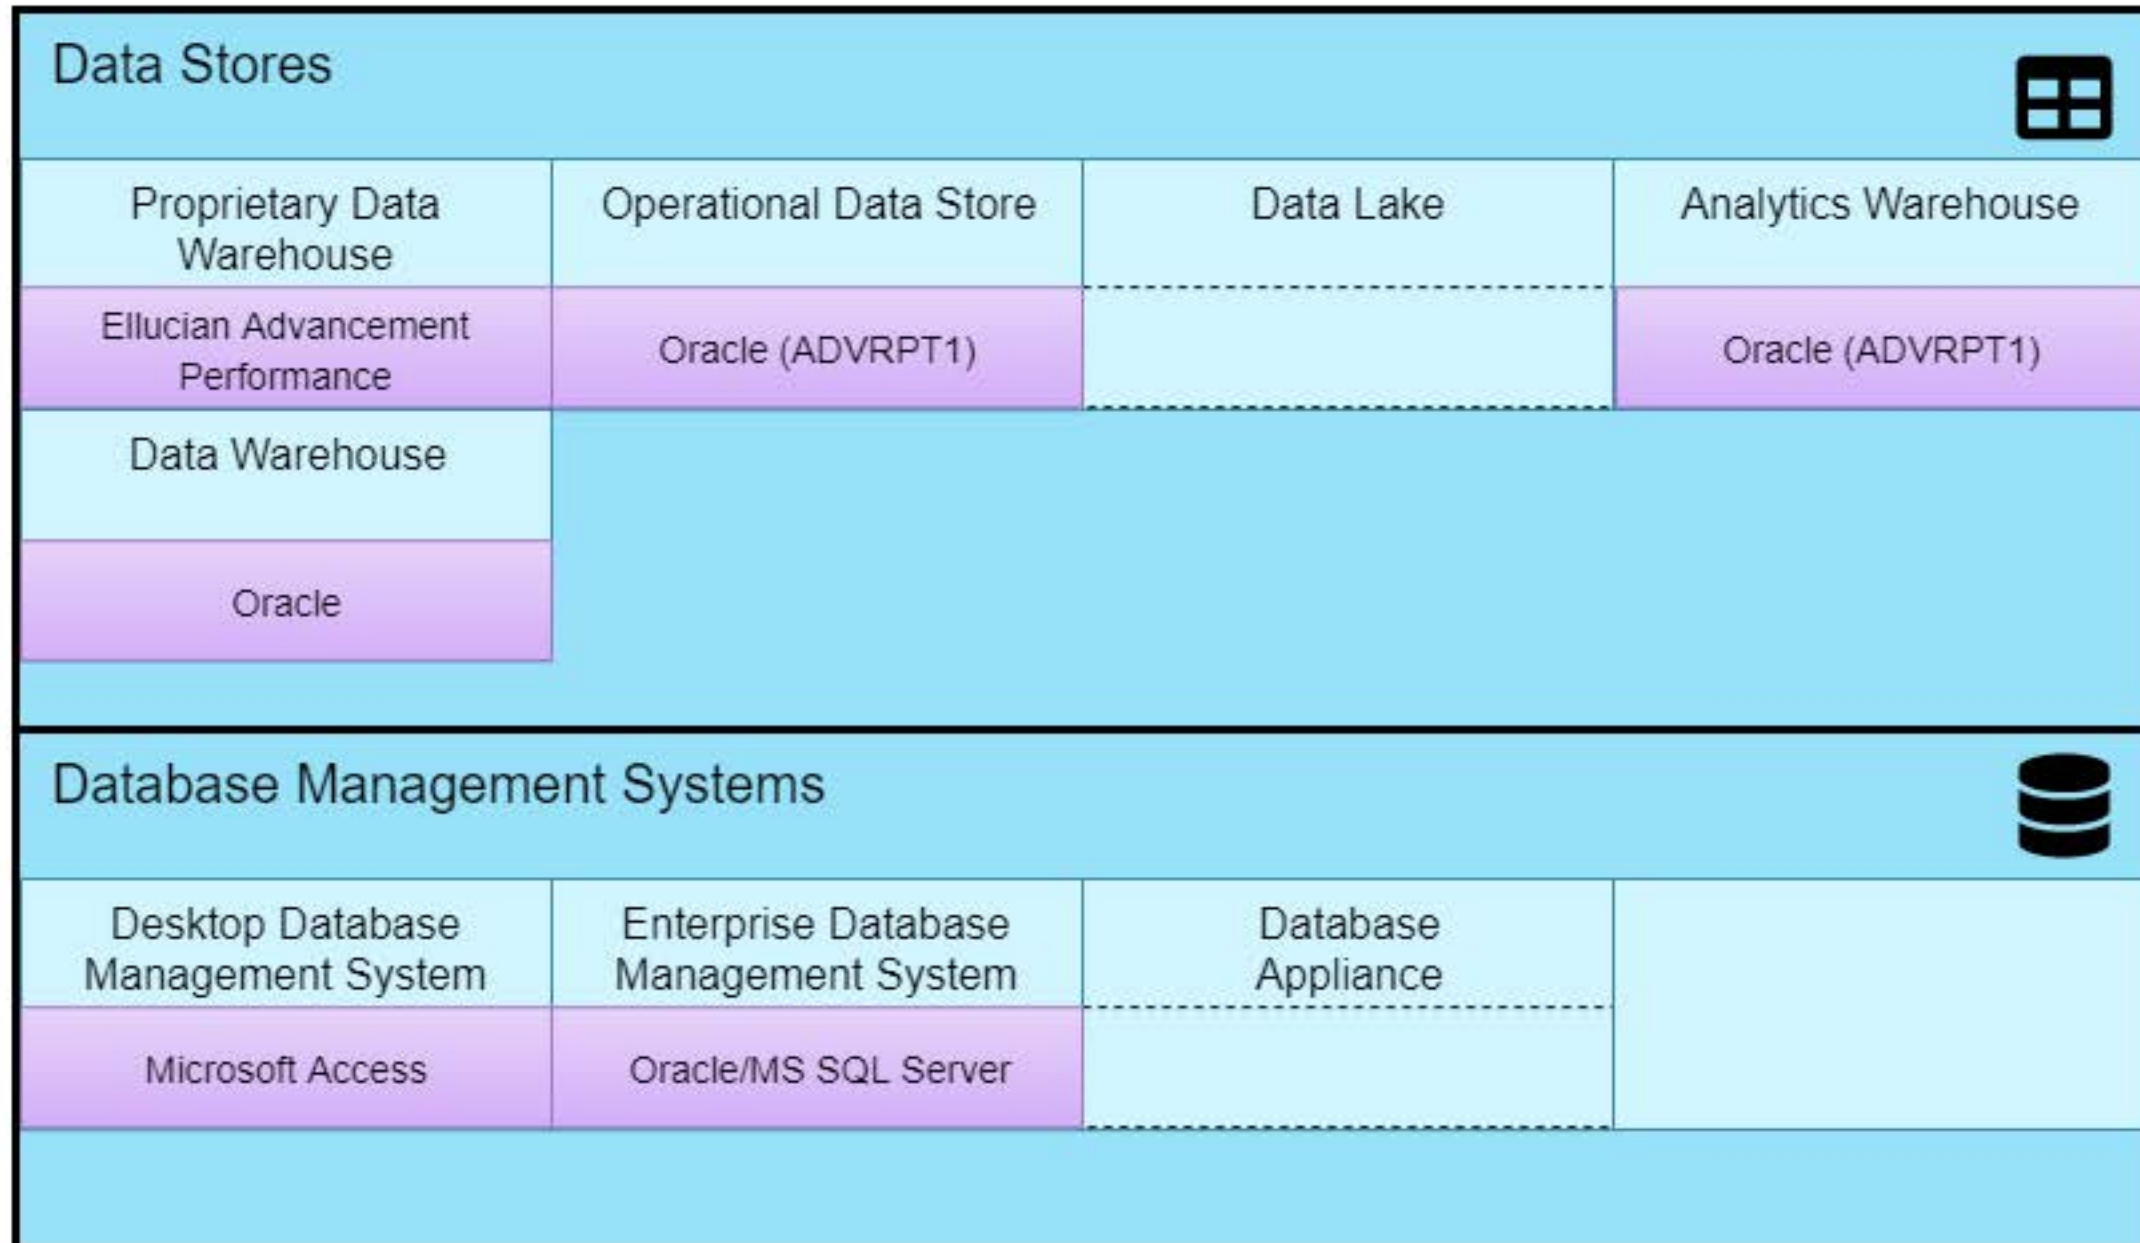 Data Stores
Proprietary Data
Warehouse
Operational Data Store
Data Lake
Analytics Warehouse
Ellucian Advancement
Performance
Oracle (ADVRPT1)
Oracle (ADVRPT1)
Data Warehouse
Oracle
Database Management Systems
Desktop Database
Management System
Enterprise Database
Management System
Database
Appliance
Microsoft Access
Oracle/MS SQL Server